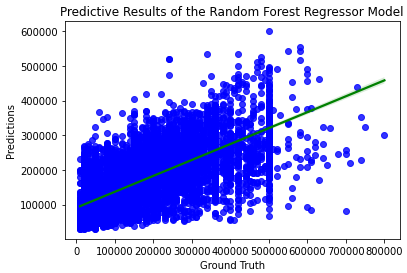 Predictive Results of the Random Forest Regressor Model
600000
500000
400000
300000
200000
100000
Predictions
0 100000 200000 300000 400000 500000 600000 700000 800000
Ground Truth